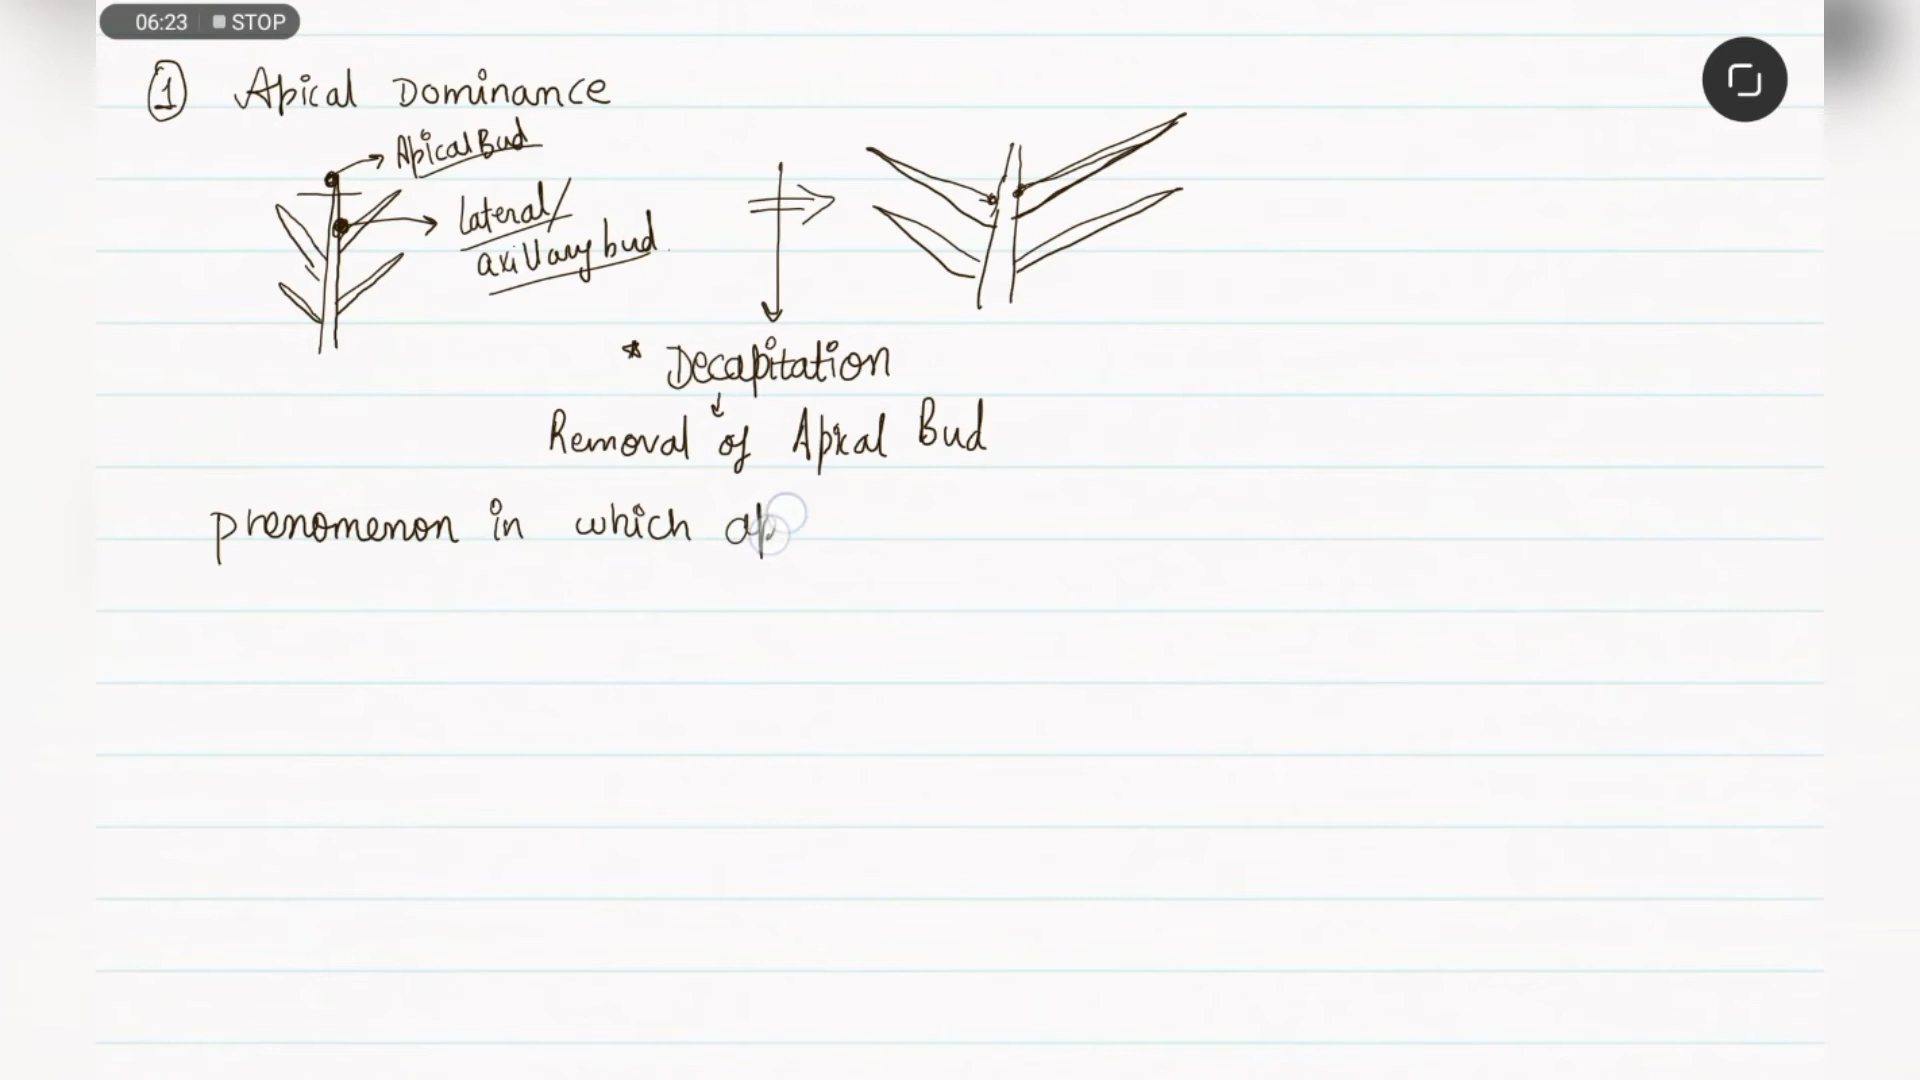 06:23 STOP
1 Apical Dominance
Apical Bud
Lateral/
axillary bud
* Decapitation
Removal of Apical Bud
phenomenon in which ap